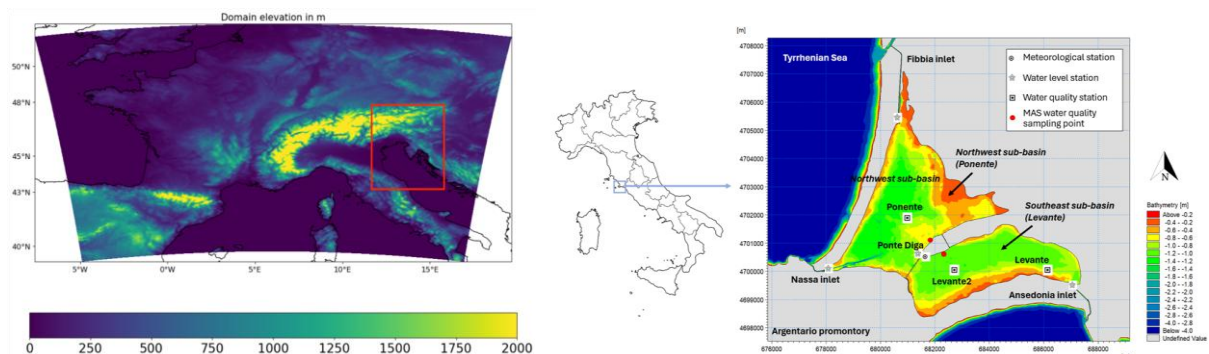 Domain elevation in m
50°N
48°N
45°N
43°N
40°N
5°W
0°W
5°E
10°E
15°E
0
250
500
750
1000
1250
1500
1750
2000
[m]
4708000
4707000
4706000
4705000
4704000
4703000
4702000
4701000
4700000
4699000
4698000
676000
678000
680000
682000
684000
686000
Tyrrhenian Sea
Fibbia inlet
Meteorological station
Water level station
Water quality station
MAS water quality
sampling point
Northwest sub-basin
(Ponente)
Northwest sub-basin
Southeast sub-basin
(Levante)
Ponente
Ponte Diga
Levante
Levante2
Nassa inlet
Ansedonia inlet
Argentario promontory
N
Bathymetry [m]
Above -0.2
-0.4 - -0.2
-0.6 - -0.4
-0.8 - -0.6
-1.0 - -0.8
-1.2 - -1.0
-1.4 - -1.2
-1.6 - -1.4
-1.8 - -1.6
-2.0 - -1.8
-2.2 - -2.0
-2.4 - -2.2
-2.6 - -2.4
-2.8 - -2.6
-4.0 - -2.8
Below -4.0
Undefined Value